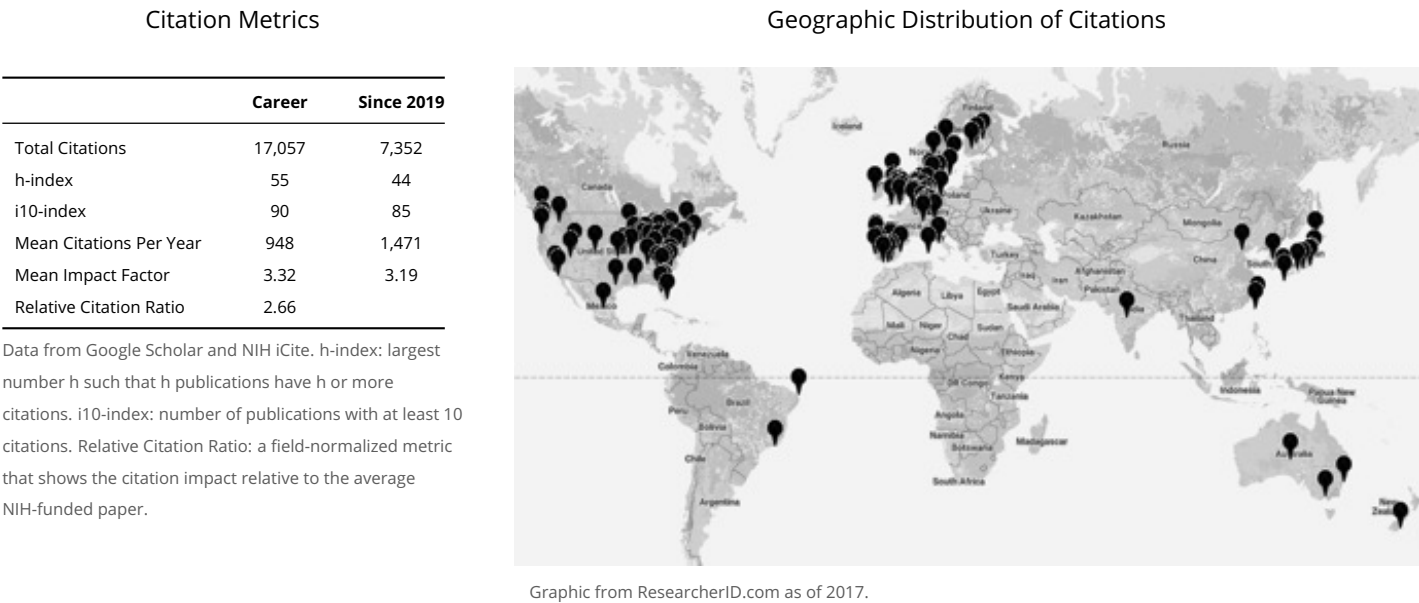 Citation Metrics
Career Since 2019
Total Citations 17,057 7,352
h-index 55 44
i10-index 90 85
Mean Citations Per Year 948 1,471
Mean Impact Factor 3.32 3.19
Relative Citation Ratio 2.66
Data from Google Scholar and NIH iCite. h-index: largest
number h such that h publications have h or more
citations. i10-index: number of publications with at least 10
citations. Relative Citation Ratio: a field-normalized metric
that shows the citation impact relative to the average
NIH-funded paper.
Geographic Distribution of Citations
Finland
Iceland
Russia
Canada
Poland
Ukraine
Kazakhstan
Mongolia
Turkey
China
Iraq
Iran
Afghanistan
Pakistan
Algeria
Libya
Egypt
Saudi Arabia
Mali
Niger
Chad
Sudan
Thailand
Nigeria
Ethiopia
Venezuela
Colombia
DR Congo
Kenya
Indonesia
Papua New
Guinea
Tanzania
Peru
Brazil
Bolivia
Angola
Namibia
Botswana
Madagascar
Chile
South Africa
Argentina
Graphic from ResearcherID.com as of 2017.